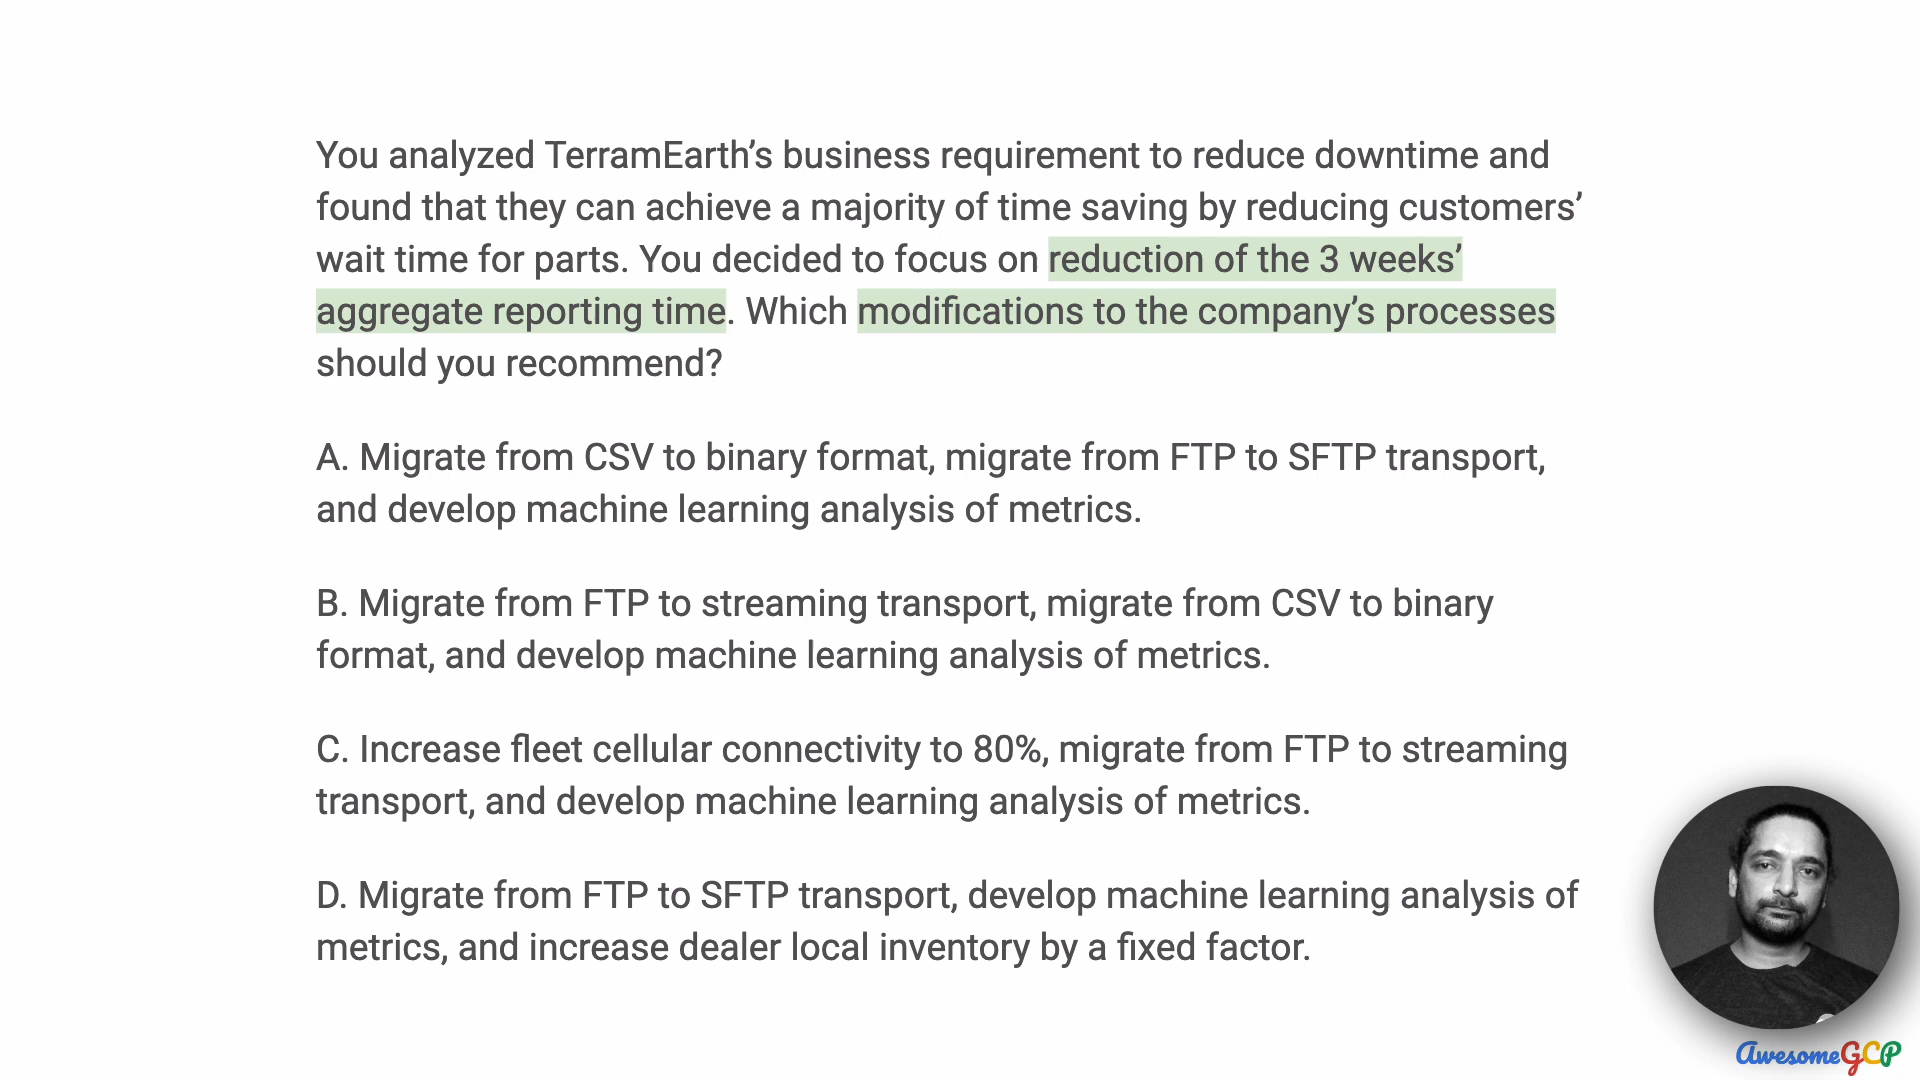 You analyzed TerramEarth’s business requirement to reduce downtime and
found that they can achieve a majority of time saving by reducing customers’
wait time for parts. You decided to focus on reduction of the 3 weeks’
aggregate reporting time. Which modifications to the company’s processes
should you recommend?
A. Migrate from CSV to binary format, migrate from FTP to SFTP transport,
and develop machine learning analysis of metrics.
B. Migrate from FTP to streaming transport, migrate from CSV to binary
format, and develop machine learning analysis of metrics.
C. Increase fleet cellular connectivity to 80%, migrate from FTP to streaming
transport, and develop machine learning analysis of metrics.
D. Migrate from FTP to SFTP transport, develop machine learning analysis of
metrics, and increase dealer local inventory by a fixed factor.
AwesomeGCP